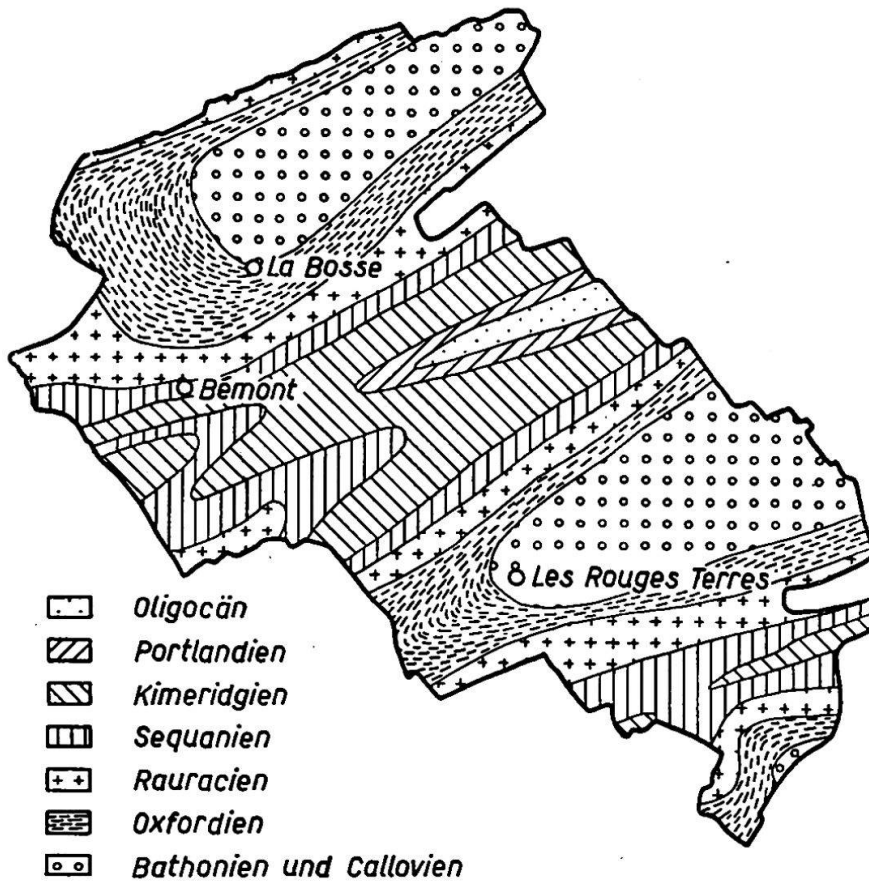 La Bosse
Bémont
Les Rouges Terres
Oligocän
Portlandien
Kimeridgien
Sequanien
Rauracien
Oxfordien
Bathonien und Callovien